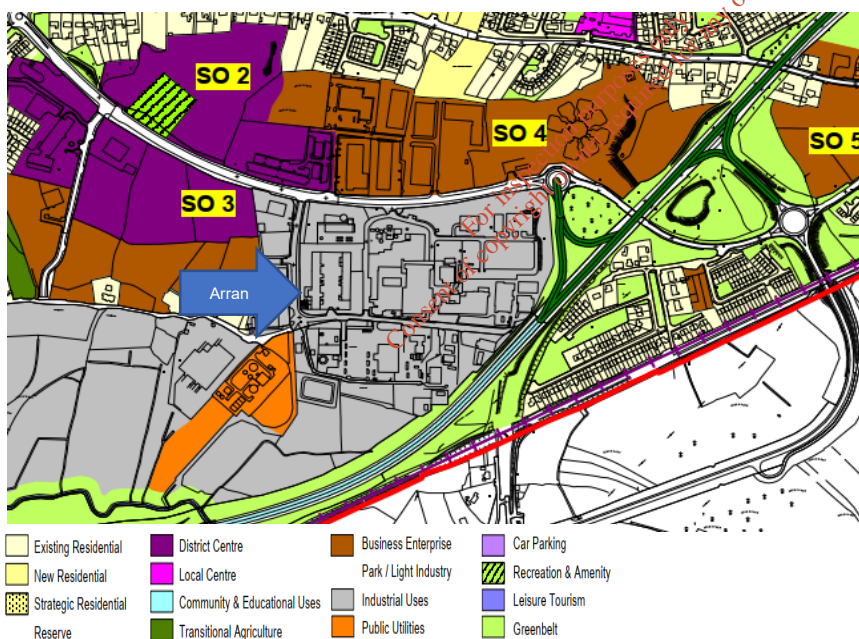 For inspection purposes only.
Consent of copyright owner required for any o
SO 2
SO 4
SO 5
SO 3
Arran
Existing Residential
New Residential
Strategic Residential
Reserve
District Centre
Local Centre
Community & Educational Uses
Transitional Agriculture
Business Enterprise
Park / Light Industry
Industrial Uses
Public Utilities
Car Parking
Recreation & Amenity
Leisure Tourism
Greenbelt